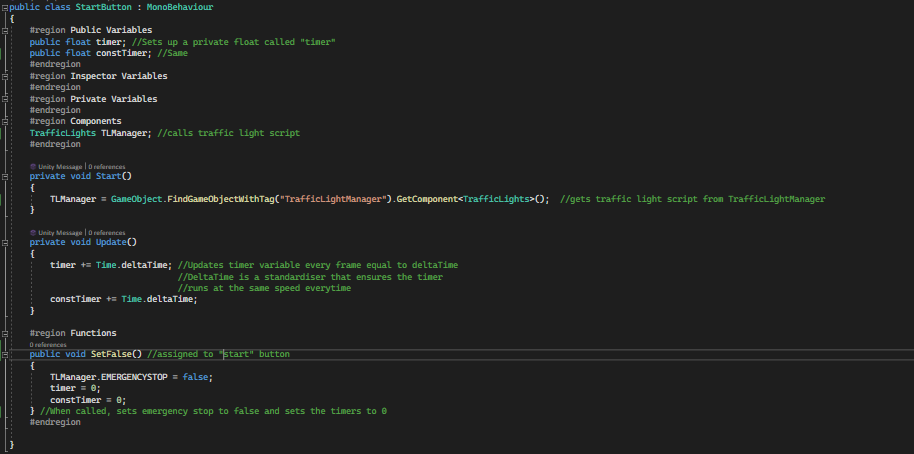 public class StartButton : MonoBehaviour
{
#region Public Variables
public float timer; //Sets up a private float called "timer"
public float constTimer; //Same
#endregion
#region Inspector Variables
#endregion
#region Private Variables
#endregion
#region Components
TrafficLights TLManager; //calls traffic light script
#endregion
Unity Message | 0 references
private void Start()
{
TLManager = GameObject.FindGameObjectWithTag("TrafficLightManager").GetComponent<TrafficLights>(); //gets traffic light script from TrafficLightManager
}
Unity Message | 0 references
private void Update()
{
timer += Time.deltaTime; //Updates timer variable every frame equal to deltaTime
//DeltaTime is a standardiser that ensures the timer
//runs at the same speed everytime
constTimer += Time.deltaTime;
}
#region Functions
0 references
public void SetFalse() //assigned to "start" button
{
TLManager.EMERGENCYSTOP = false;
timer = 0;
constTimer = 0;
} //When called, sets emergency stop to false and sets the timers to 0
#endregion
}